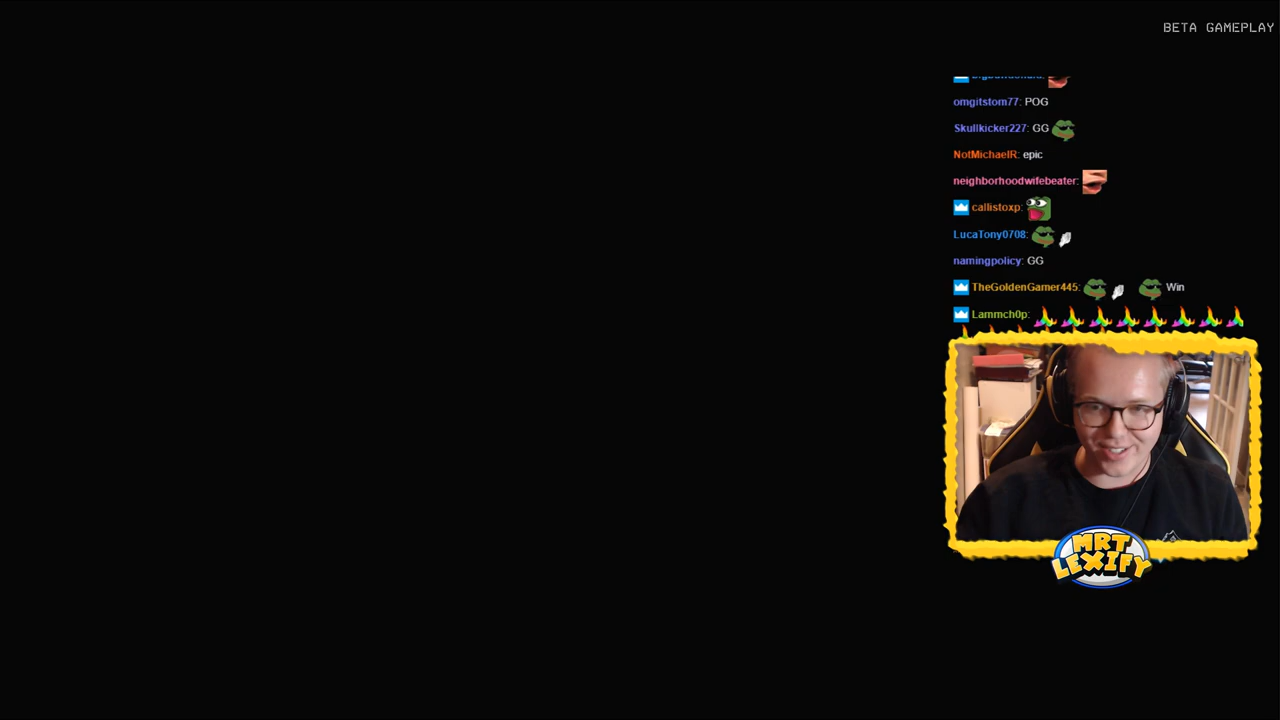 BETA GAMEPLAY
omgitstom77: POG
Skullkicker227: GG
NotMichaelR: epic
neighborhoodwifebeater:
callistoxp:
LucaTony0708:
namingpolicy: GG
TheGoldenGamer445: Win
Lammch0p:
MRT
LEXIFY